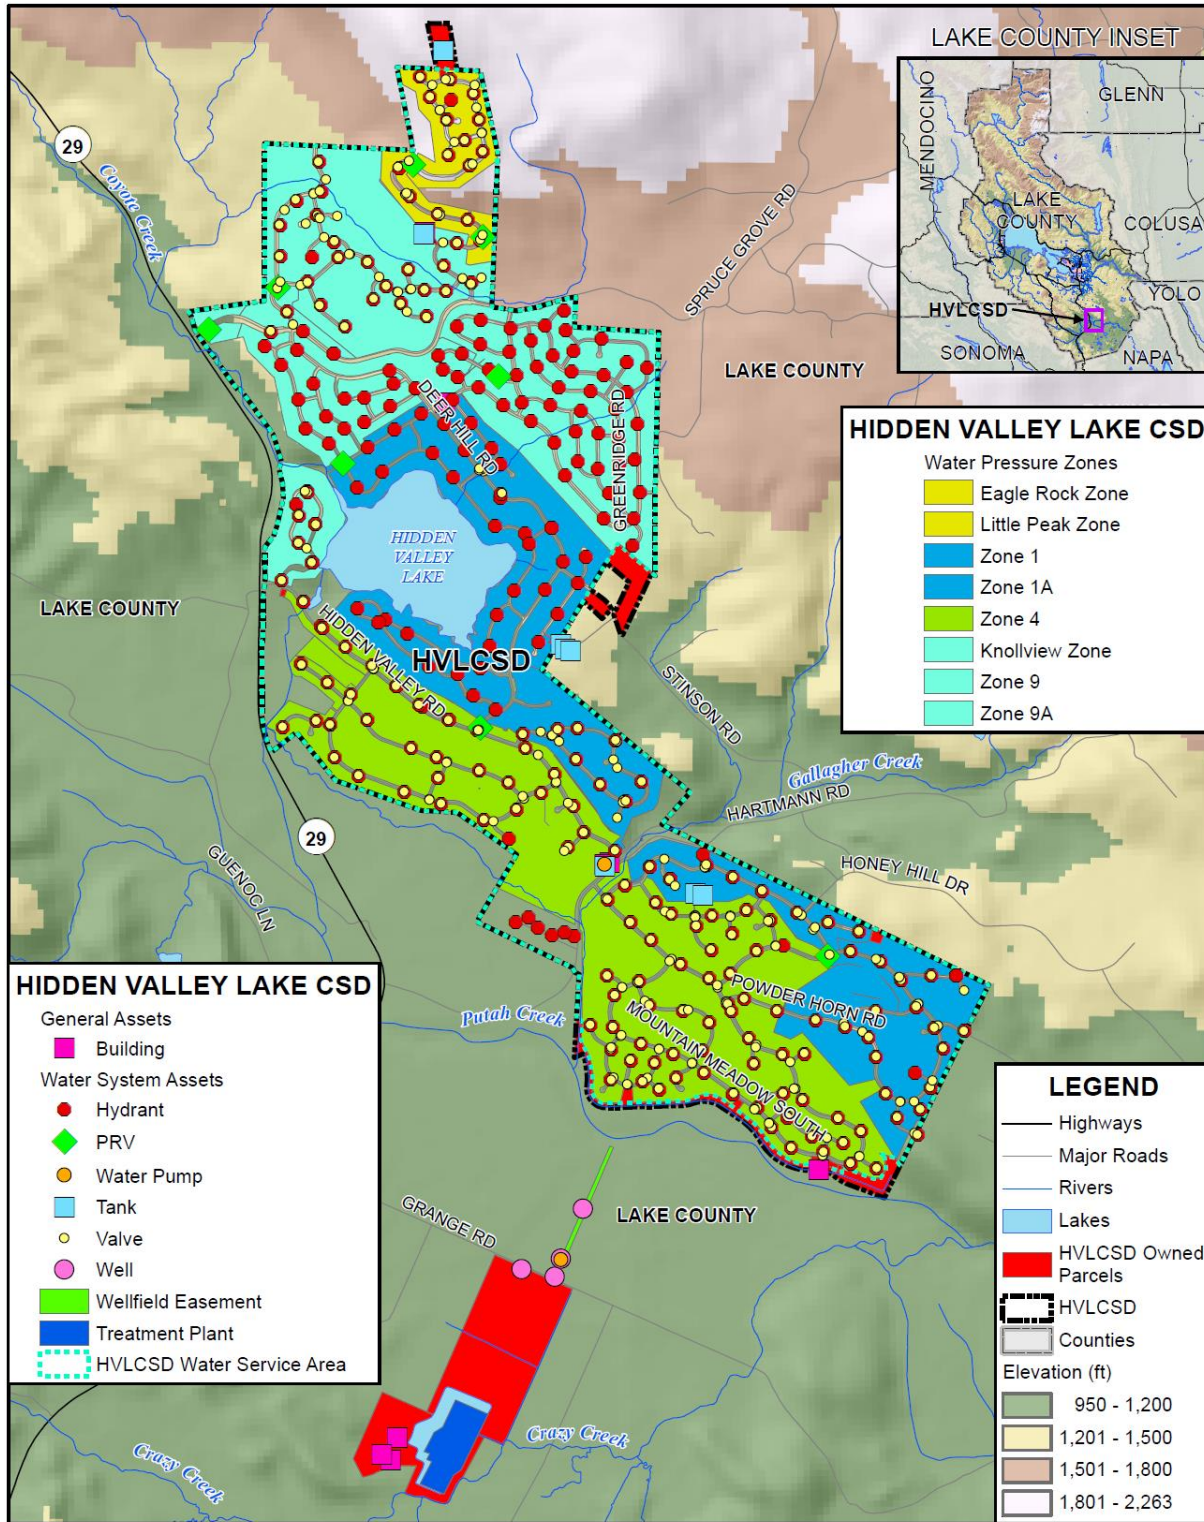 LAKE COUNTY INSET
MENDOCINO
GLENN
LAKE
COUNTY
COLUSA
YOLO
HVLCSD
SONOMA
NAPA
29
Coyote Creek
SPRUCE GROVE RD
LAKE COUNTY
DEER HILL RD
GREENRIDGE RD
HIDDEN
VALLEY
LAKE
LAKE COUNTY
HIDDEN VALLEY RD
HVLCSD
STINSON RD
Gallagher Creek
HARTMANN RD
29
GUENOC LN
HONEY HILL DR
POWDER HORN RD
MOUNTAIN MEADOW SOUTH
Putah Creek
LAKE COUNTY
GRANGE RD
Crazy Creek
Crazy Creek
HIDDEN VALLEY LAKE CSD
Water Pressure Zones
Eagle Rock Zone
Little Peak Zone
Zone 1
Zone 1A
Zone 4
Knollview Zone
Zone 9
Zone 9A
HIDDEN VALLEY LAKE CSD
General Assets
Building
Water System Assets
Hydrant
PRV
Water Pump
Tank
Valve
Well
Wellfield Easement
Treatment Plant
HVLCSD Water Service Area
LEGEND
Highways
Major Roads
Rivers
Lakes
HVLCSD Owned
Parcels
HVLCSD
Counties
Elevation (ft)
950 - 1,200
1,201 - 1,500
1,501 - 1,800
1,801 - 2,263